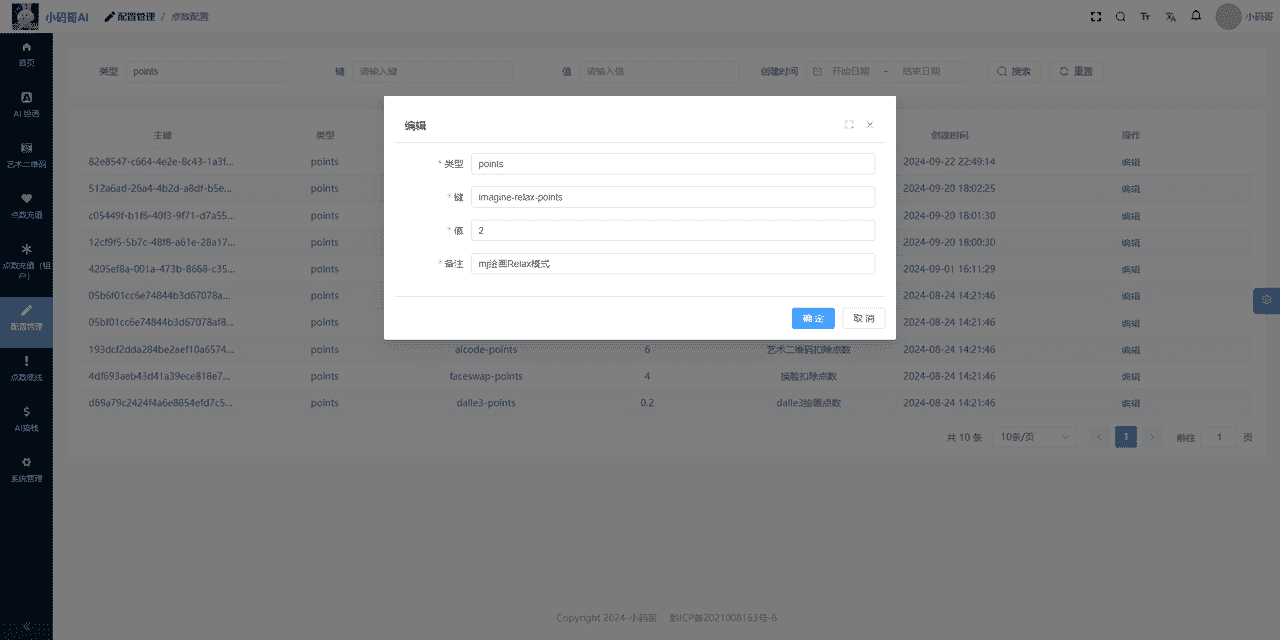 小码哥AI 配置管理 / 点数配置 小码哥
首页
AI 绘画
艺术二维码
点数充值
点数充值（租户）
配置管理
点数底线
AI接栈
系统管理
类型 points 键 请输入键 值 请输入值 创建时间 开始日期 - 结束日期 搜索 重置
编辑
* 类型 points
* 键 imagine-relax-points
* 值 2
* 备注 mj绘画Relax模式
确 定 取 消
主键 类型 创建时间 操作
82e8547-c664-4e2e-8c43-1a3f... points 2024-09-22 22:49:14 编辑
512a6ad-26a4-4b2d-a8df-b5e... points 2024-09-20 18:02:25 编辑
c05449f-b1f6-40f3-9f71-d7a55... points 2024-09-20 18:01:30 编辑
12cf9f5-5b7c-48f8-a61e-28a17... points 2024-09-20 18:00:30 编辑
4205ef8a-001a-473b-8668-c35... points 2024-09-01 16:11:29 编辑
05b6f01cc6e74844b3d67078a... points 2024-08-24 14:21:46 编辑
05bf01cc6e74844b3d67078af8... points 2024-08-24 14:21:46 编辑
193dcf2dda284be2aef10a6574... points aicode-points 5 艺术二维码扣除点数 2024-08-24 14:21:46 编辑
4df693aeb43d41a39ece818e7... points faceswap-points 4 换脸扣除点数 2024-08-24 14:21:46 编辑
d69a79c2424f4a6e8854efd7c5... points dalle3-points 0.2 dalle3绘画点数 2024-08-24 14:21:46 编辑
共 10 条 10条/页 1 前往 1 页
Copyright 2024-小码哥 黔ICP备2021008163号-6